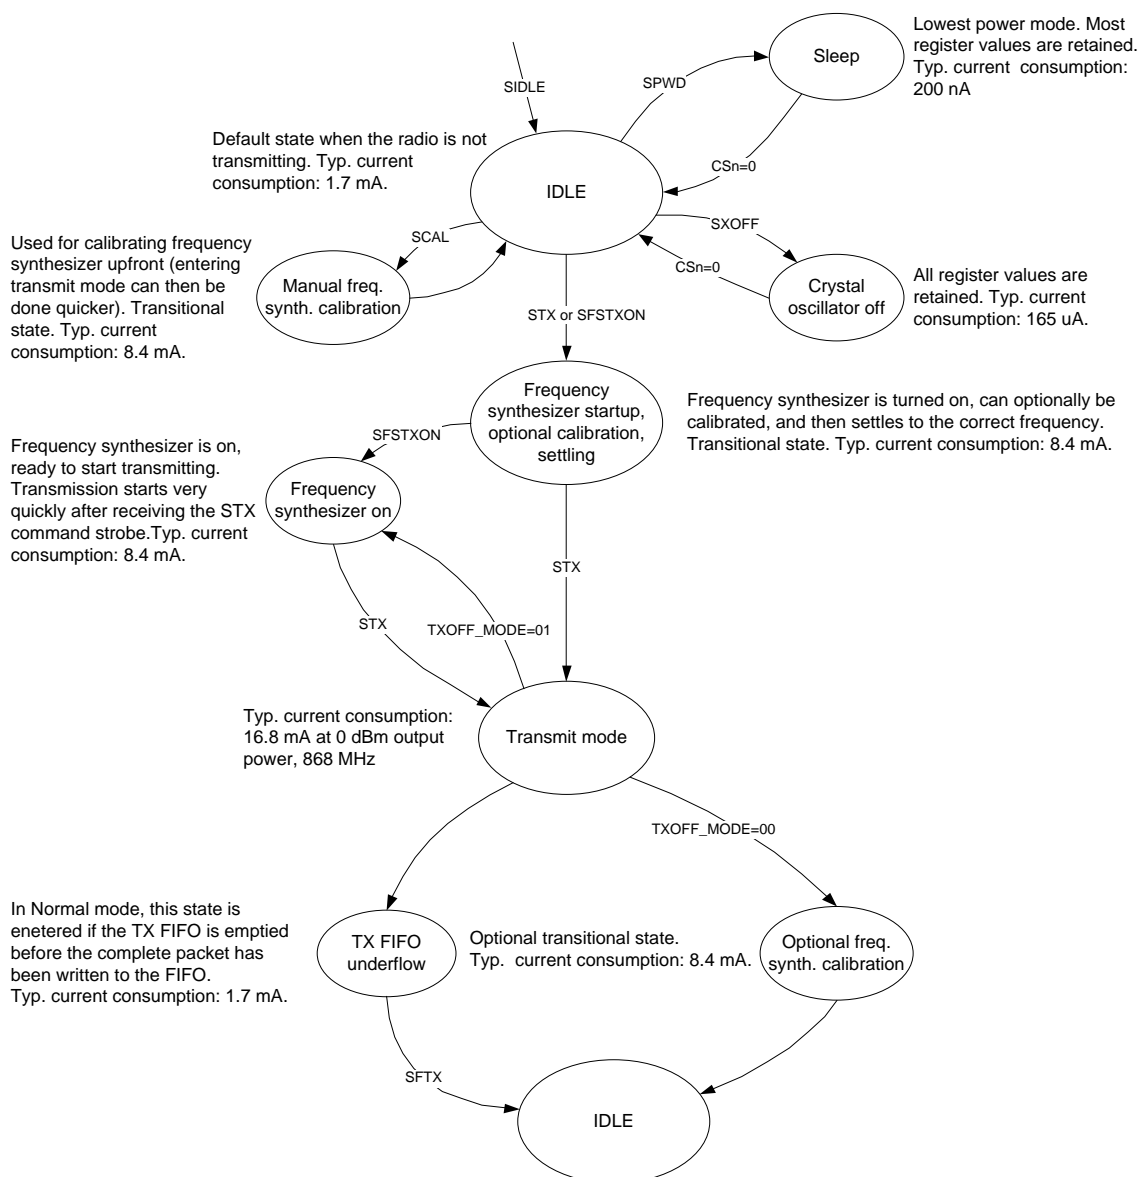 Lowest power mode. Most
register values are retained.
Typ. current  consumption:
200 nA
Sleep
SIDLE
SPWD
Default state when the radio is not
transmitting. Typ. current
consumption: 1.7 mA.
CSn=0
IDLE
SCAL
SXOFF
Used for calibrating frequency
synthesizer upfront (entering
transmit mode can then be
done quicker). Transitional
state. Typ. current
consumption: 8.4 mA.
Manual freq.
synth. calibration
CSn=0
Crystal
oscillator off
All register values are
retained. Typ. current
consumption: 165 uA.
STX or SFSTXON
Frequency
synthesizer startup,
optional calibration,
settling
Frequency synthesizer is turned on, can optionally be
calibrated, and then settles to the correct frequency.
Transitional state. Typ. current consumption: 8.4 mA.
SFSTXON
Frequency synthesizer is on,
ready to start transmitting.
Transmission starts very
quickly after receiving the STX
command strobe.Typ. current
consumption: 8.4 mA.
Frequency
synthesizer on
STX
STX
TXOFF_MODE=01
Typ. current consumption:
16.8 mA at 0 dBm output
power, 868 MHz
Transmit mode
TXOFF_MODE=00
In Normal mode, this state is
enetered if the TX FIFO is emptied
before the complete packet has
been written to the FIFO.
Typ. current consumption: 1.7 mA.
TX FIFO
underflow
Optional transitional state.
Typ.  current consumption: 8.4 mA.
Optional freq.
synth. calibration
SFTX
IDLE